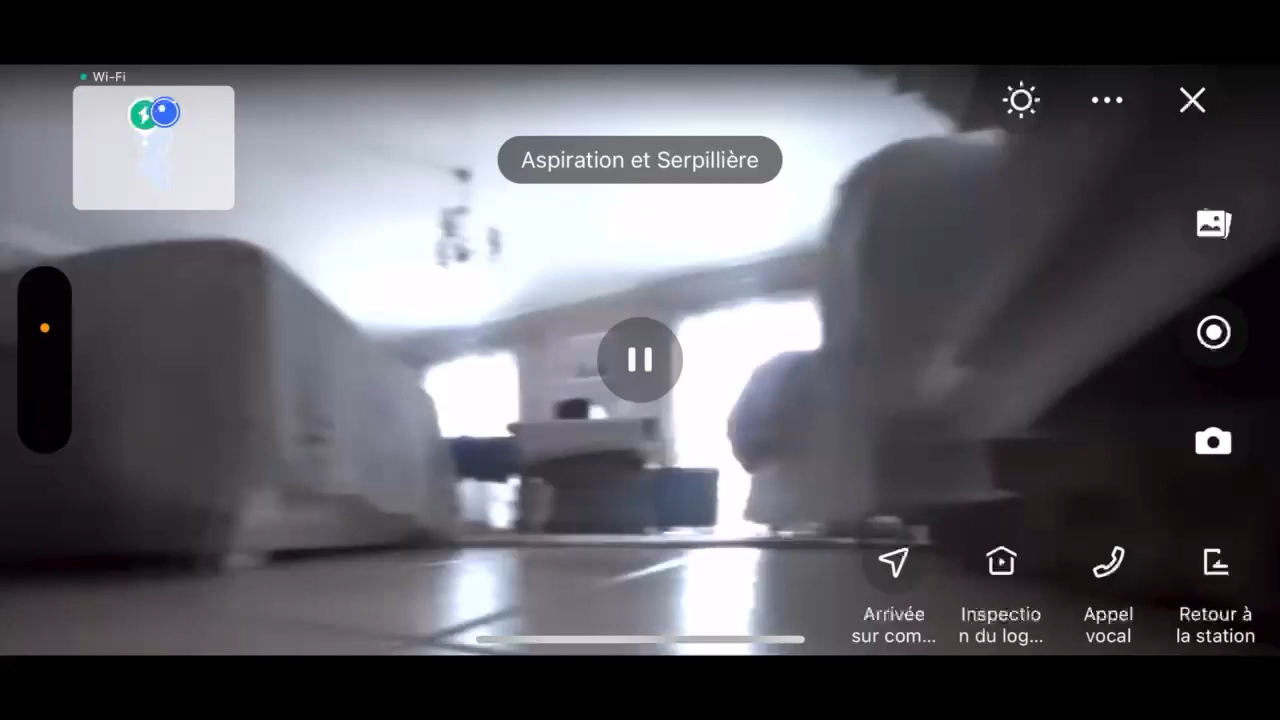 Wi-Fi
Aspiration et Serpillière
Arrivée
sur com...
Inspectio
n du log...
Appel
vocal
Retour à
la station